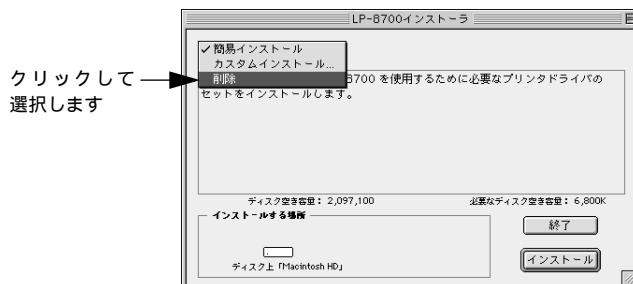 LP-8700インストーラ
✓簡易インストール
カスタムインストール...
削除
クリックして
選択します
8700 を使用するために必要なプリンタドライバの
セットをインストールします。
ディスク空き容量： 2,097,100
必要なディスク空き容量： 6,800K
インストールする場所
ディスク上「Macintosh HD」
終了
インストール